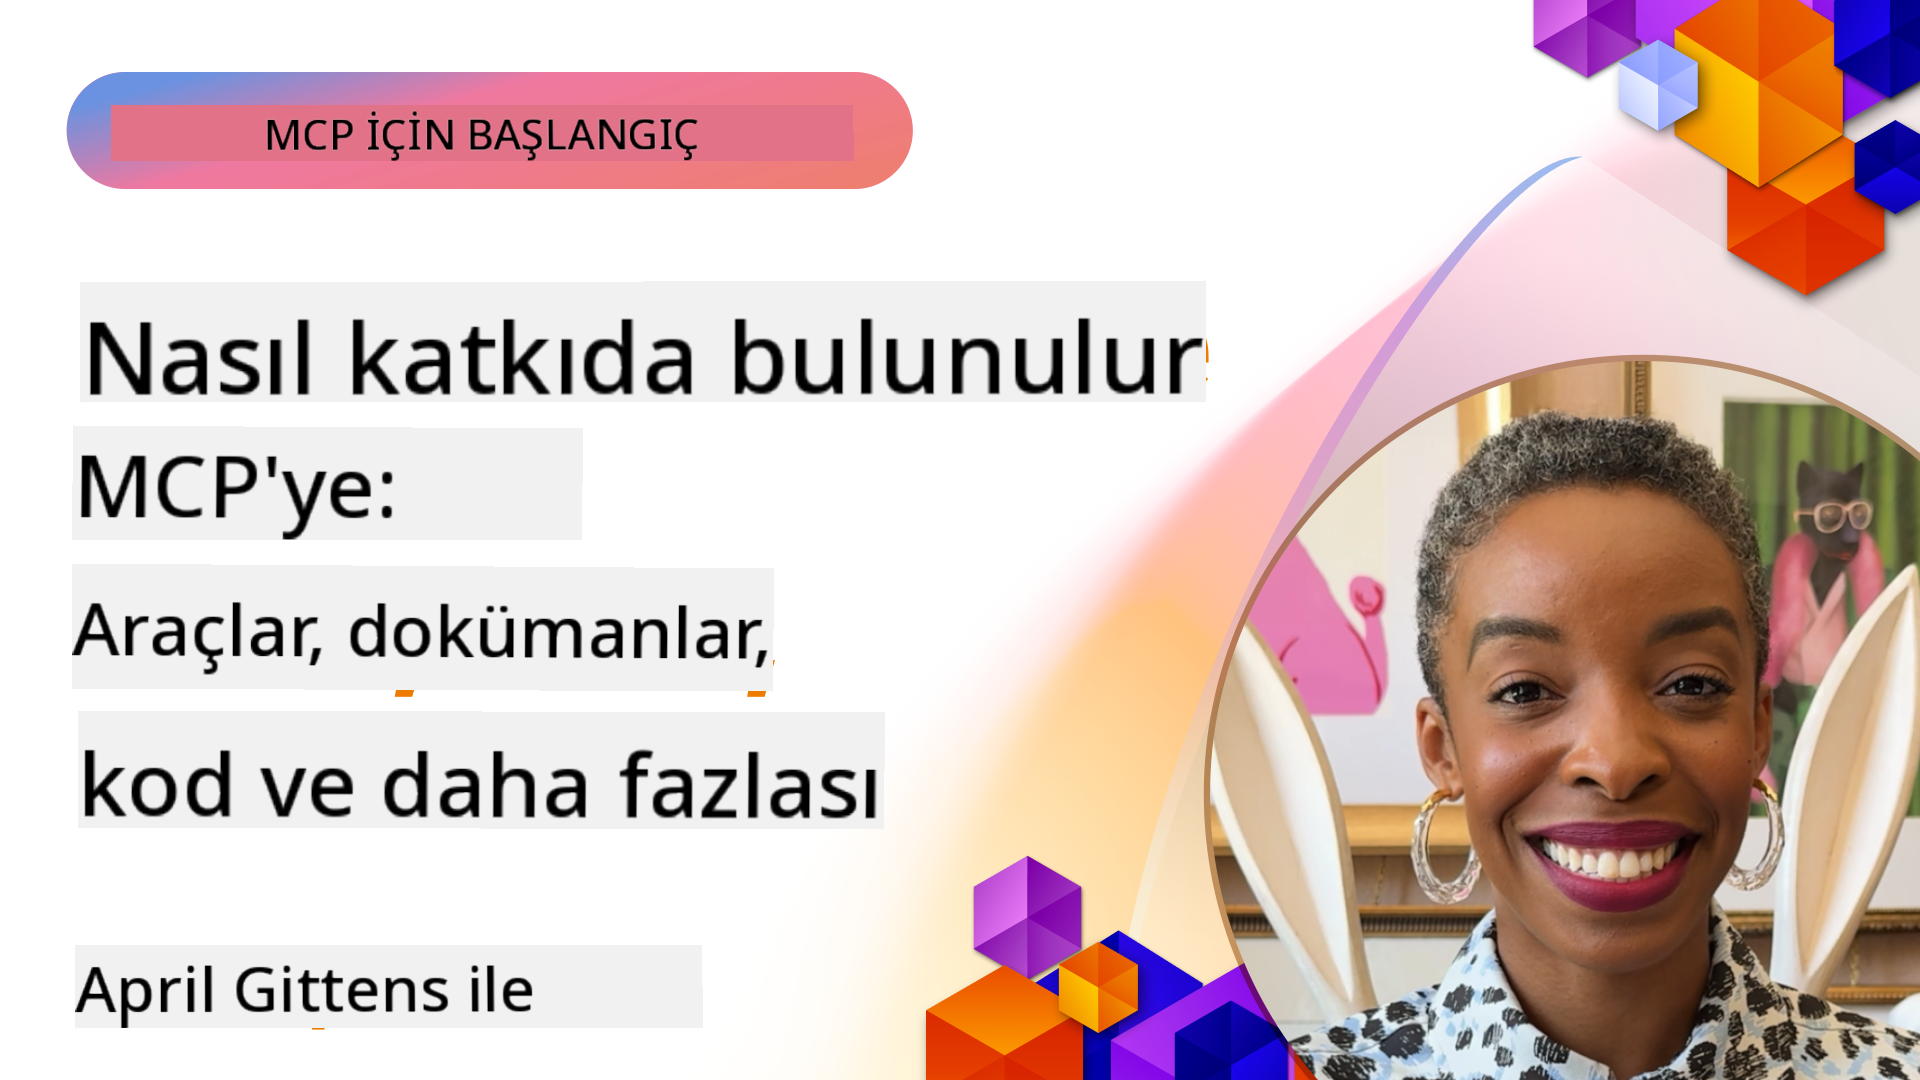 MCP İÇİN BAŞLANGIÇ
Nasıl katkıda bulunulur
MCP'ye:
Araçlar, dokümanlar,
kod ve daha fazlası
April Gittens ile